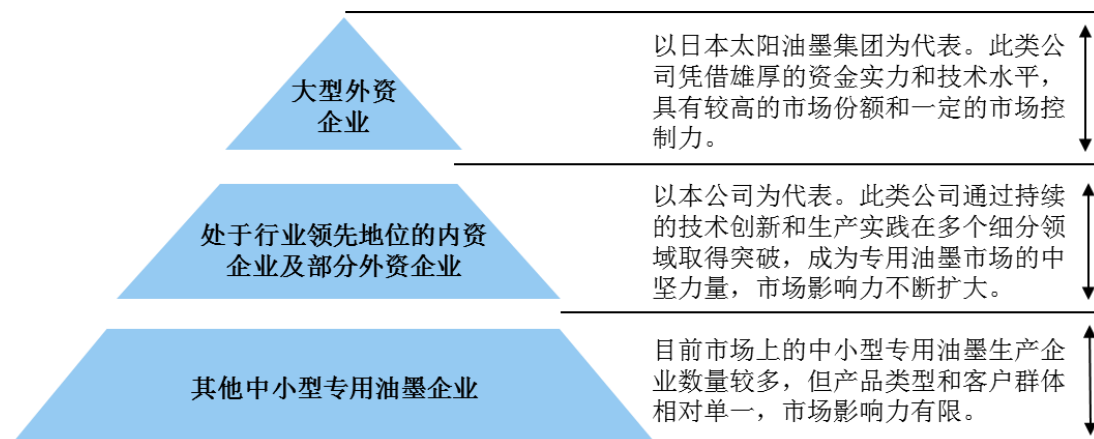 大型外资
企业
以日本太阳油墨集团为代表。此类公
司凭借雄厚的资金实力和技术水平，
具有较高的市场份额和一定的市场控
制力。
处于行业领先地位的内资
企业及部分外资企业
以本公司为代表。此类公司通过持续
的技术创新和生产实践在多个细分领
域取得突破，成为专用油墨市场的中
坚力量，市场影响力不断扩大。
其他中小型专用油墨企业
目前市场上的中小型专用油墨生产企
业数量较多，但产品类型和客户群体
相对单一，市场影响力有限。